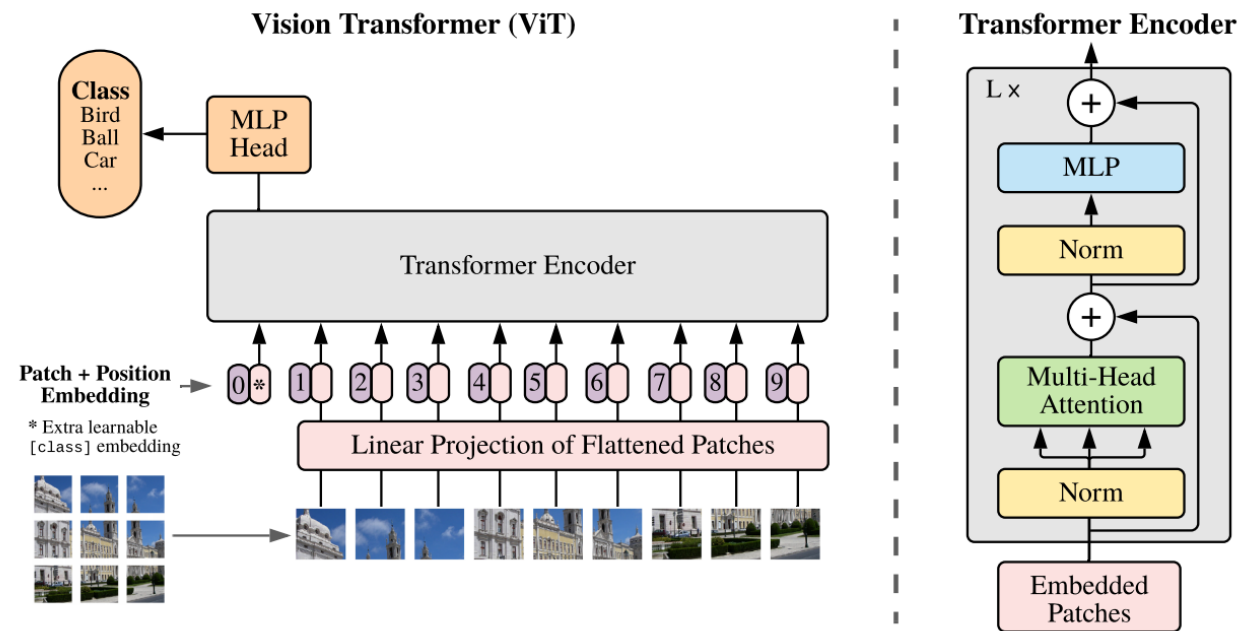 Vision Transformer (ViT)
Class
Bird
Ball
Car
...
MLP
Head
Transformer Encoder
Patch + Position
Embedding
0 * 1 2 3 4 5 6 7 8 9
* Extra learnable
[class] embedding
Linear Projection of Flattened Patches
Transformer Encoder
L ×
+
MLP
Norm
+
Multi-Head
Attention
Norm
Embedded
Patches